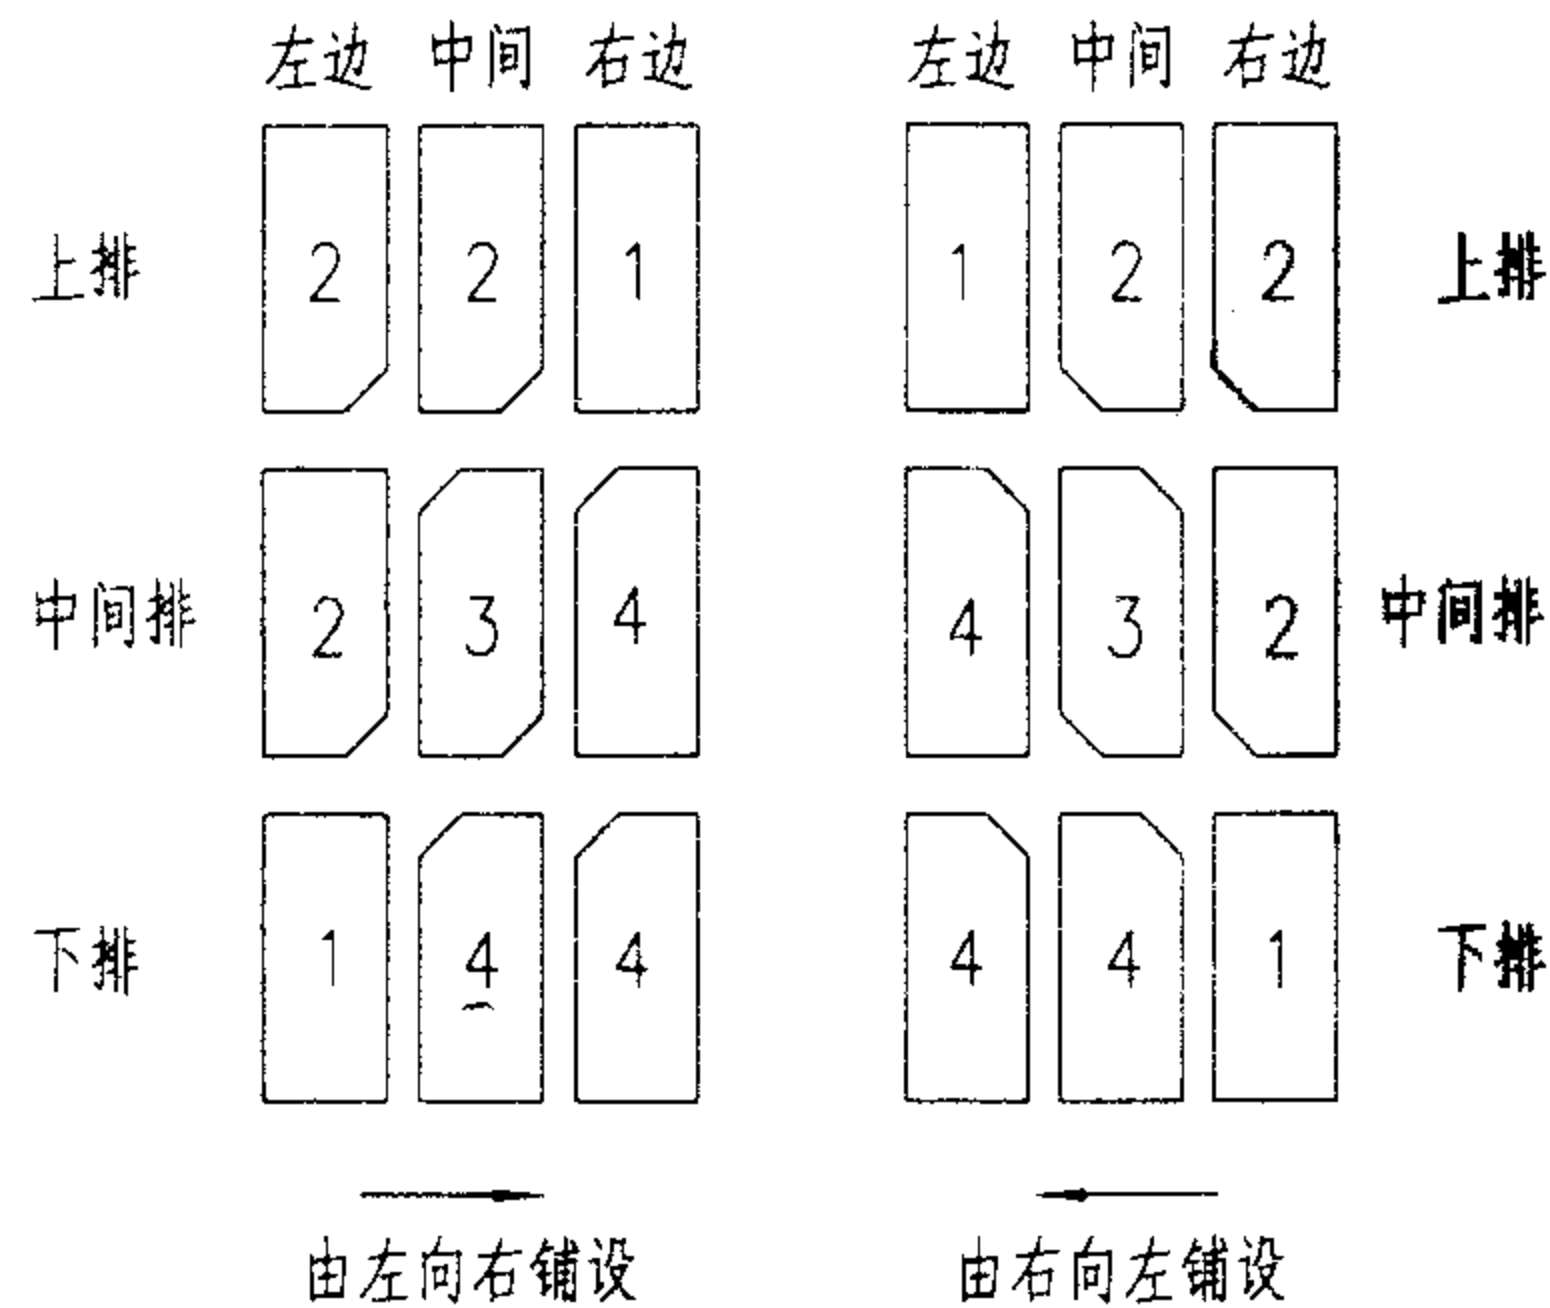 左边 中间 右边 左边 中间 右边
上排 2 2 1 1 2 2 上排
中间排 2 3 4 4 3 2 中间排
下排 1 4 4 4 4 1 下排
由左向右铺设 由右向左铺设